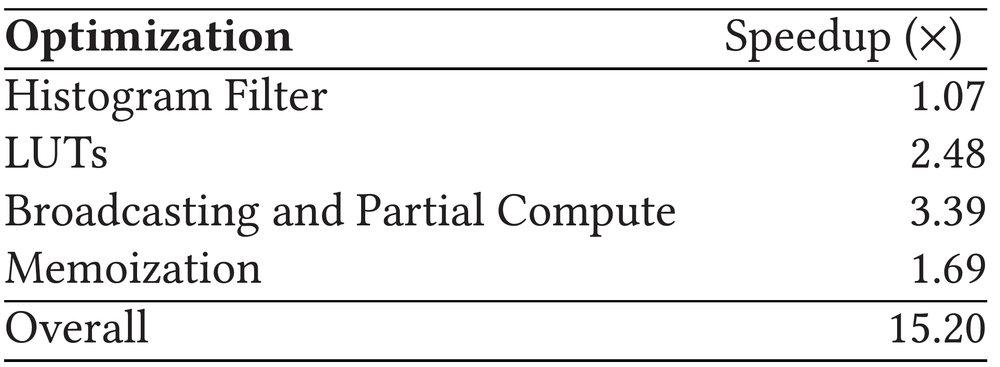 Optimization Speedup (×)
Histogram Filter 1.07
LUTs 2.48
Broadcasting and Partial Compute 3.39
Memoization 1.69
Overall 15.20